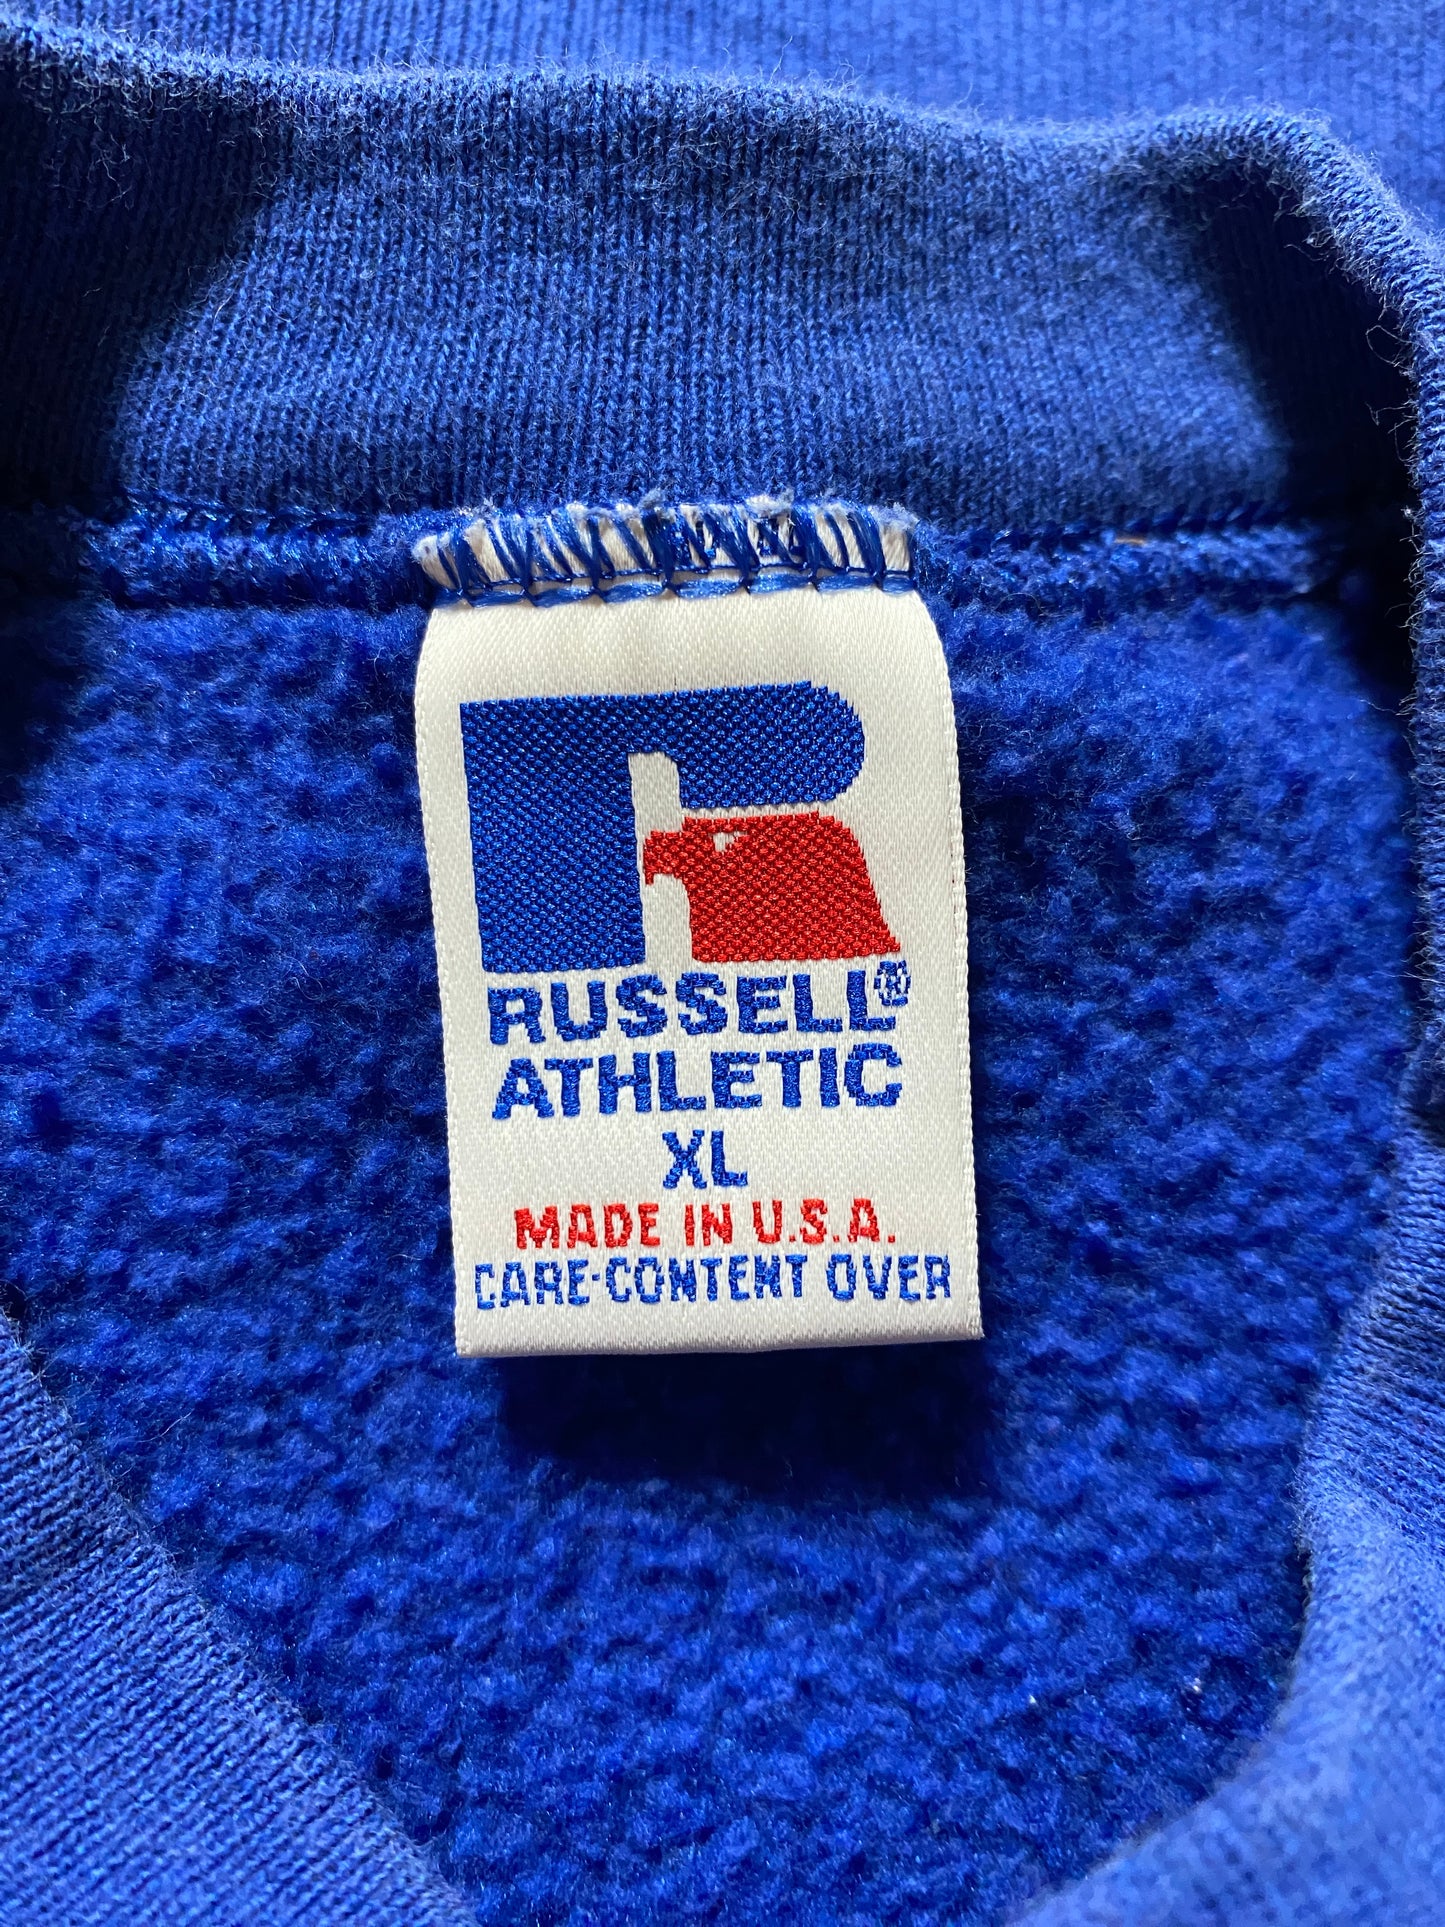 RUSSELL®
ATHLETIC
XL
MADE IN U.S.A.
CARE-CONTENT OVER